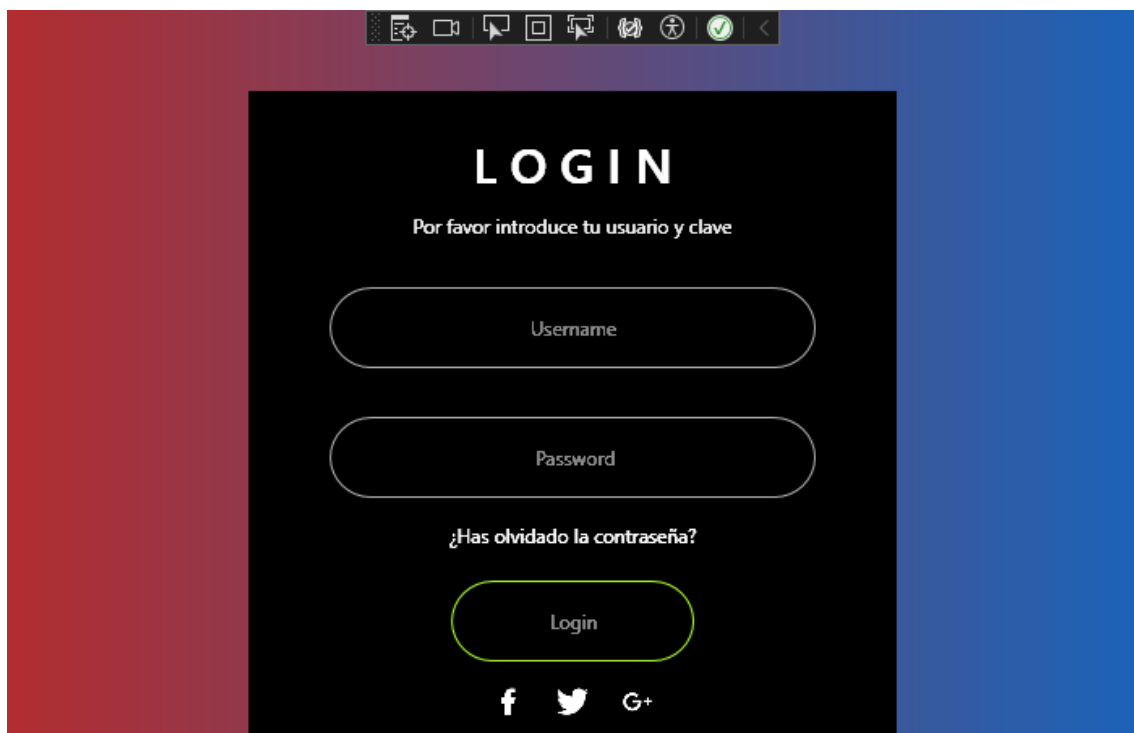 LOGIN
Por favor introduce tu usuario y clave
Username
Password
¿Has olvidado la contraseña?
Login
G+